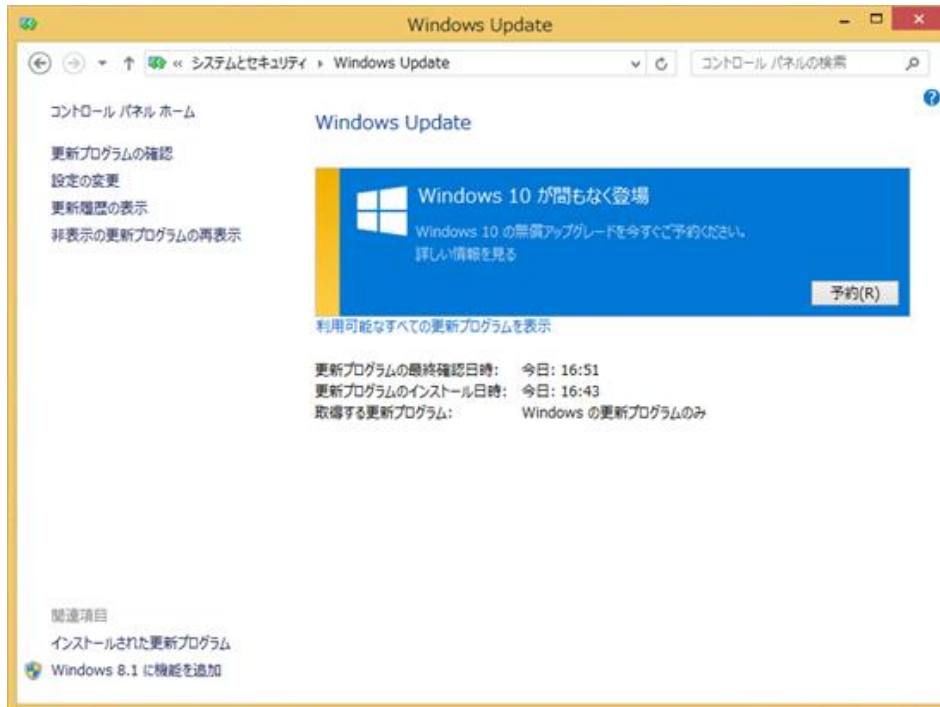 Windows Update
« システムとセキュリティ ▸ Windows Update
コントロール パネルの検索
コントロール パネル ホーム
更新プログラムの確認
設定の変更
更新履歴の表示
非表示の更新プログラムの再表示
Windows Update
Windows 10 が間もなく登場
Windows 10 の無償アップグレードを今すぐご予約ください。
詳しい情報を見る
予約(R)
利用可能なすべての更新プログラムを表示
更新プログラムの最終確認日時: 今日: 16:51
更新プログラムのインストール日時: 今日: 16:43
取得する更新プログラム: Windows の更新プログラムのみ
関連項目
インストールされた更新プログラム
Windows 8.1 に機能を追加